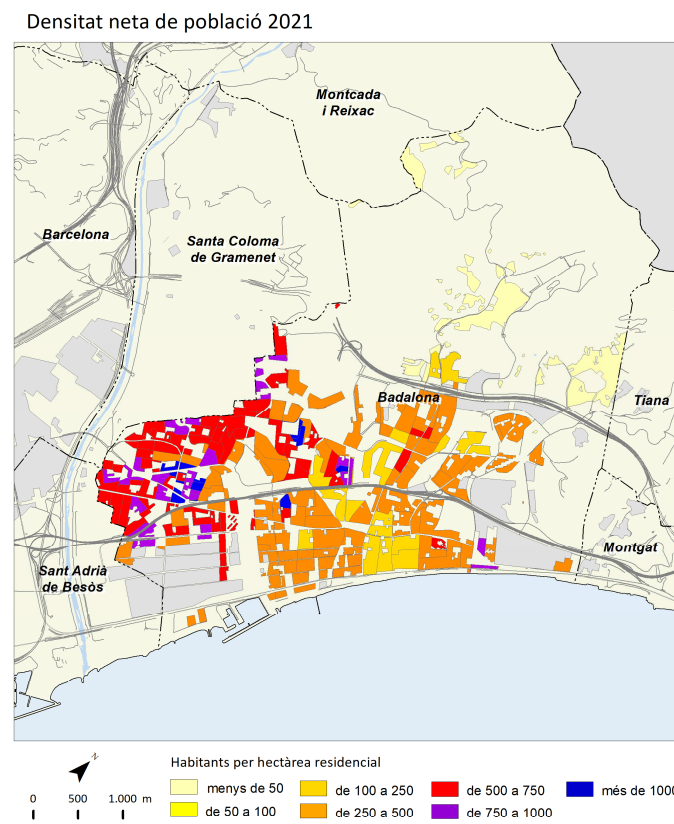 Densitat neta de població 2021
Montcada
i Reixac
Barcelona
Santa Coloma
de Gramenet
Badalona
Tiana
Montgat
Sant Adrià
de Besòs
N
0 500 1.000 m
Habitants per hectàrea residencial
menys de 50
de 100 a 250
de 500 a 750
més de 1000
de 50 a 100
de 250 a 500
de 750 a 1000